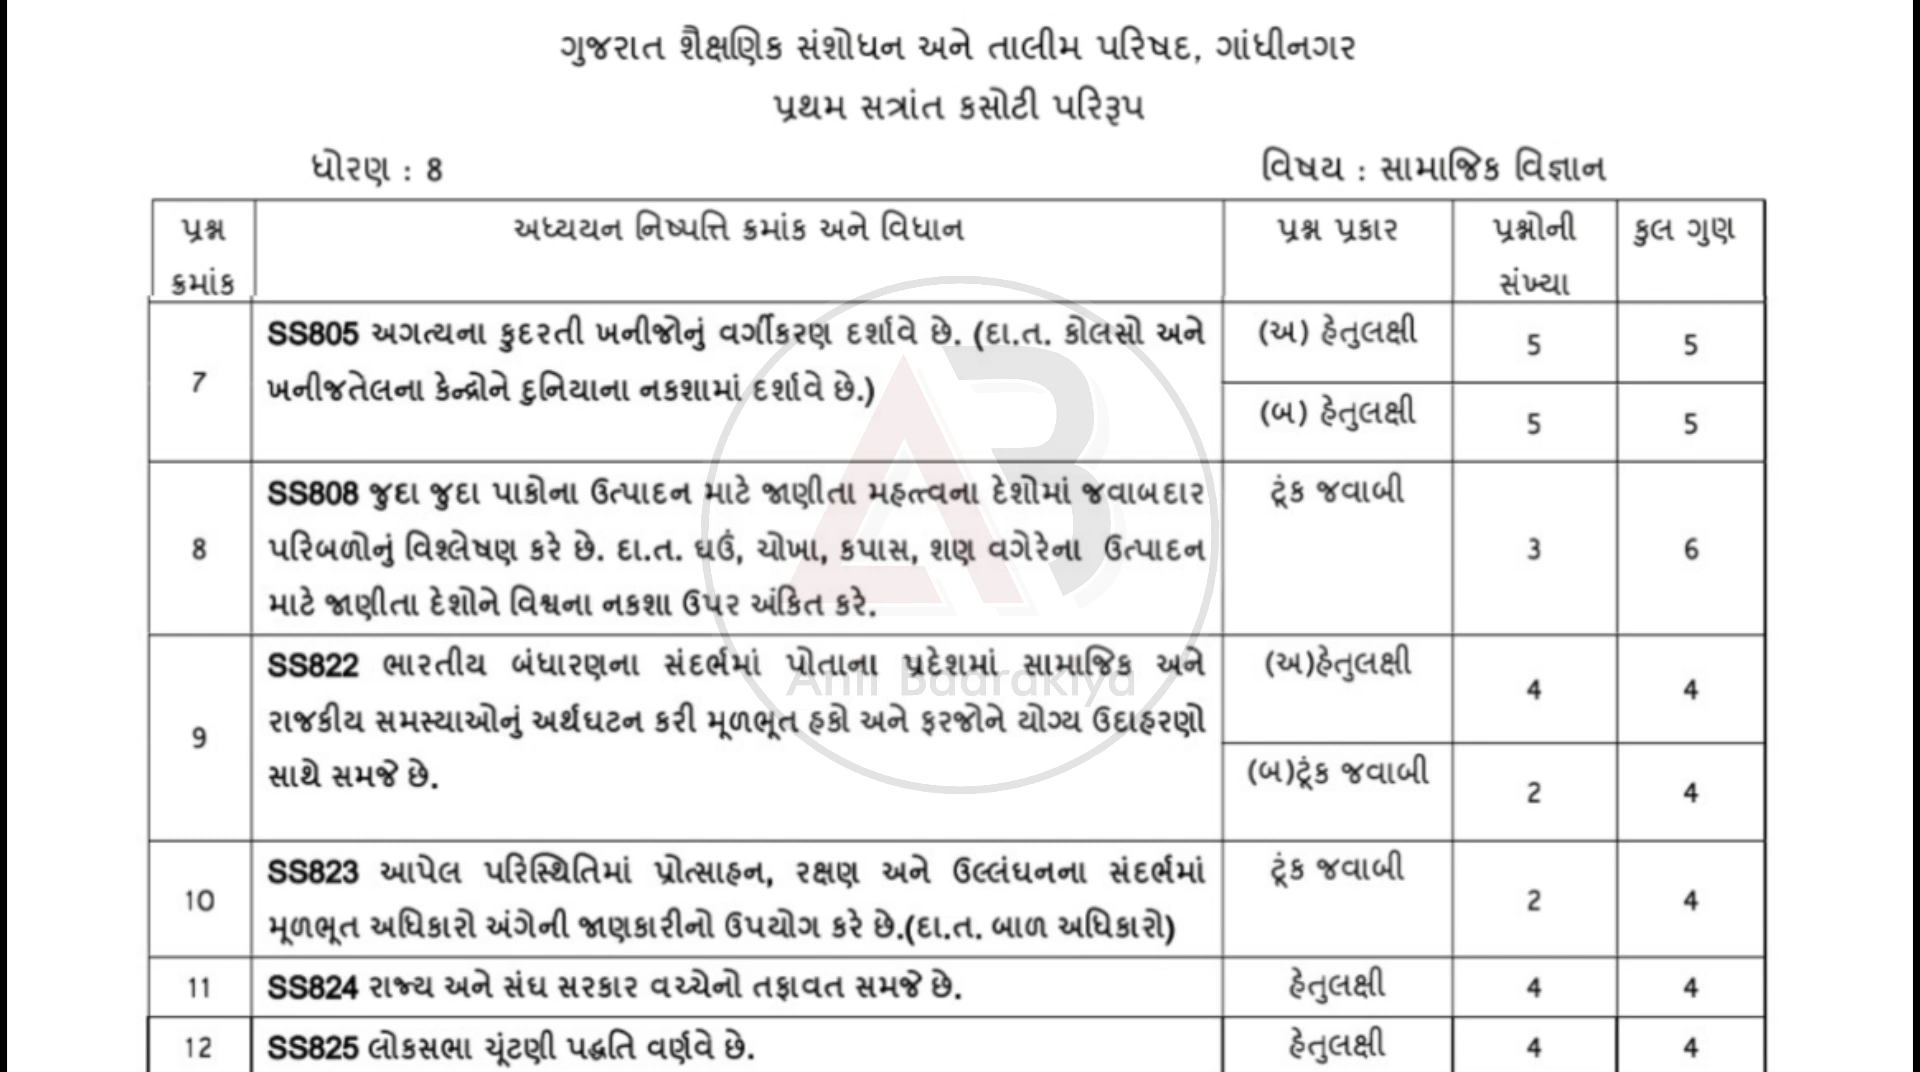 ગુજરાત શૈક્ષણિક સંશોધન અને તાલીમ પરિષદ, ગાંધીનગર
પ્રથમ સત્રાંત કસોટી પરિરૂપ
ધોરણ : 8 વિષય : સામાજિક વિજ્ઞાન
પ્રશ્ન ક્રમાંક અધ્યયન નિષ્પત્તિ ક્રમાંક અને વિધાન પ્રશ્ન પ્રકાર પ્રશ્નોની સંખ્યા કુલ ગુણ
7 SS805 અગત્યના કુદરતી ખનીજોનું વર્ગીકરણ દર્શાવે છે. (દા.ત. કોલસો અને
ખનીજતેલના કેન્દ્રોને દુનિયાના નકશામાં દર્શાવે છે.)
(અ) હેતુલક્ષી 5 5
(બ) હેતુલક્ષી 5 5
8 SS808 જુદા જુદા પાકોના ઉત્પાદન માટે જાણીતા મહત્ત્વના દેશોમાં જવાબદાર
પરિબળોનું વિશ્લેષણ કરે છે. દા.ત. ઘઉં, ચોખા, કપાસ, શણ વગેરેના ઉત્પાદન
માટે જાણીતા દેશોને વિશ્વના નકશા ઉપર અંકિત કરે.
ટૂંક જવાબી 3 6
9 SS822 ભારતીય બંધારણના સંદર્ભમાં પોતાના પ્રદેશમાં સામાજિક અને
રાજકીય સમસ્યાઓનું અર્થઘટન કરી મૂળભૂત હકો અને ફરજોને યોગ્ય ઉદાહરણો
સાથે સમજે છે.
(અ)હેતુલક્ષી 4 4
(બ)ટૂંક જવાબી 2 4
10 SS823 આપેલ પરિસ્થિતિમાં પ્રોત્સાહન, રક્ષણ અને ઉલ્લંઘનના સંદર્ભમાં
મૂળભૂત અધિકારો અંગેની જાણકારીનો ઉપયોગ કરે છે.(દા.ત. બાળ અધિકારો)
ટૂંક જવાબી 2 4
11 SS824 રાજ્ય અને સંઘ સરકાર વચ્ચેનો તફાવત સમજે છે. હેતુલક્ષી 4 4
12 SS825 લોકસભા ચૂંટણી પદ્ધતિ વર્ણવે છે. હેતુલક્ષી 4 4
AB
Anil Badrakiya